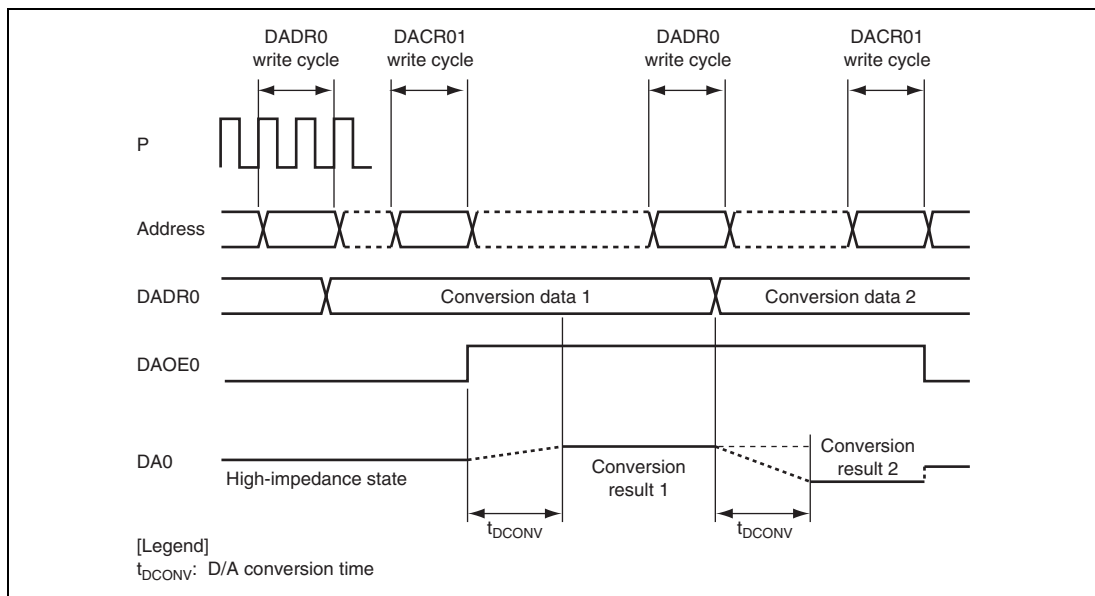 DADR0
write cycle
DACR01
write cycle
DADR0
write cycle
DACR01
write cycle
P
Address
DADR0
Conversion data 1
Conversion data 2
DAOE0
DA0
High-impedance state
Conversion
result 1
Conversion
result 2
tDCONV
tDCONV
[Legend]
tDCONV: D/A conversion time